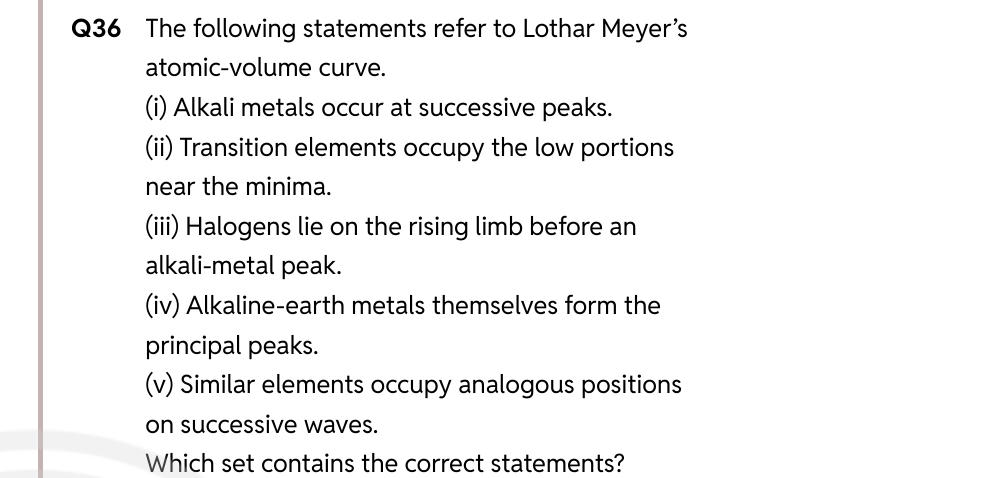 Q36 The following statements refer to Lothar Meyer’s
atomic-volume curve.
(i) Alkali metals occur at successive peaks.
(ii) Transition elements occupy the low portions
near the minima.
(iii) Halogens lie on the rising limb before an
alkali-metal peak.
(iv) Alkaline-earth metals themselves form the
principal peaks.
(v) Similar elements occupy analogous positions
on successive waves.
Which set contains the correct statements?